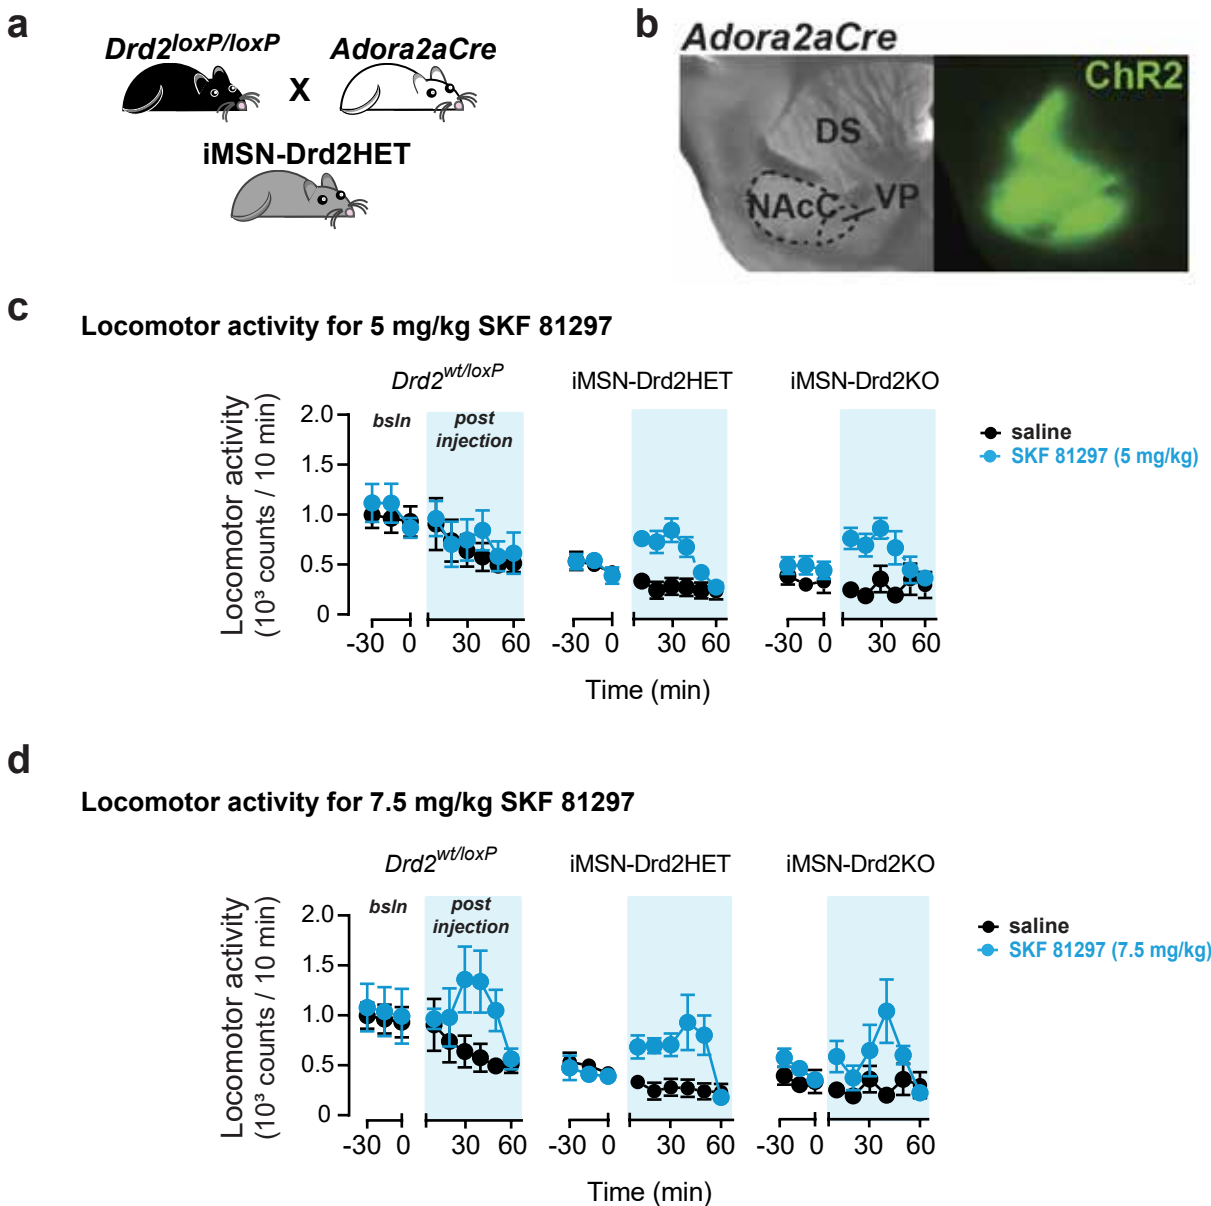 a
Drd2loxP/loxP
Adora2aCre
X
iMSN-Drd2HET
b
Adora2aCre
ChR2
DS
NAcC
VP
c
Locomotor activity for 5 mg/kg SKF 81297
Drd2wt/loxP
iMSN-Drd2HET
iMSN-Drd2KO
Locomotor activity
(10³ counts / 10 min)
2.0
1.5
1.0
0.5
0
bsln
post
injection
saline
SKF 81297 (5 mg/kg)
-30 0 30 60
-30 0 30 60
-30 0 30 60
Time (min)
d
Locomotor activity for 7.5 mg/kg SKF 81297
Drd2wt/loxP
iMSN-Drd2HET
iMSN-Drd2KO
Locomotor activity
(10³ counts / 10 min)
2.0
1.5
1.0
0.5
0
bsln
post
injection
saline
SKF 81297 (7.5 mg/kg)
-30 0 30 60
-30 0 30 60
-30 0 30 60
Time (min)